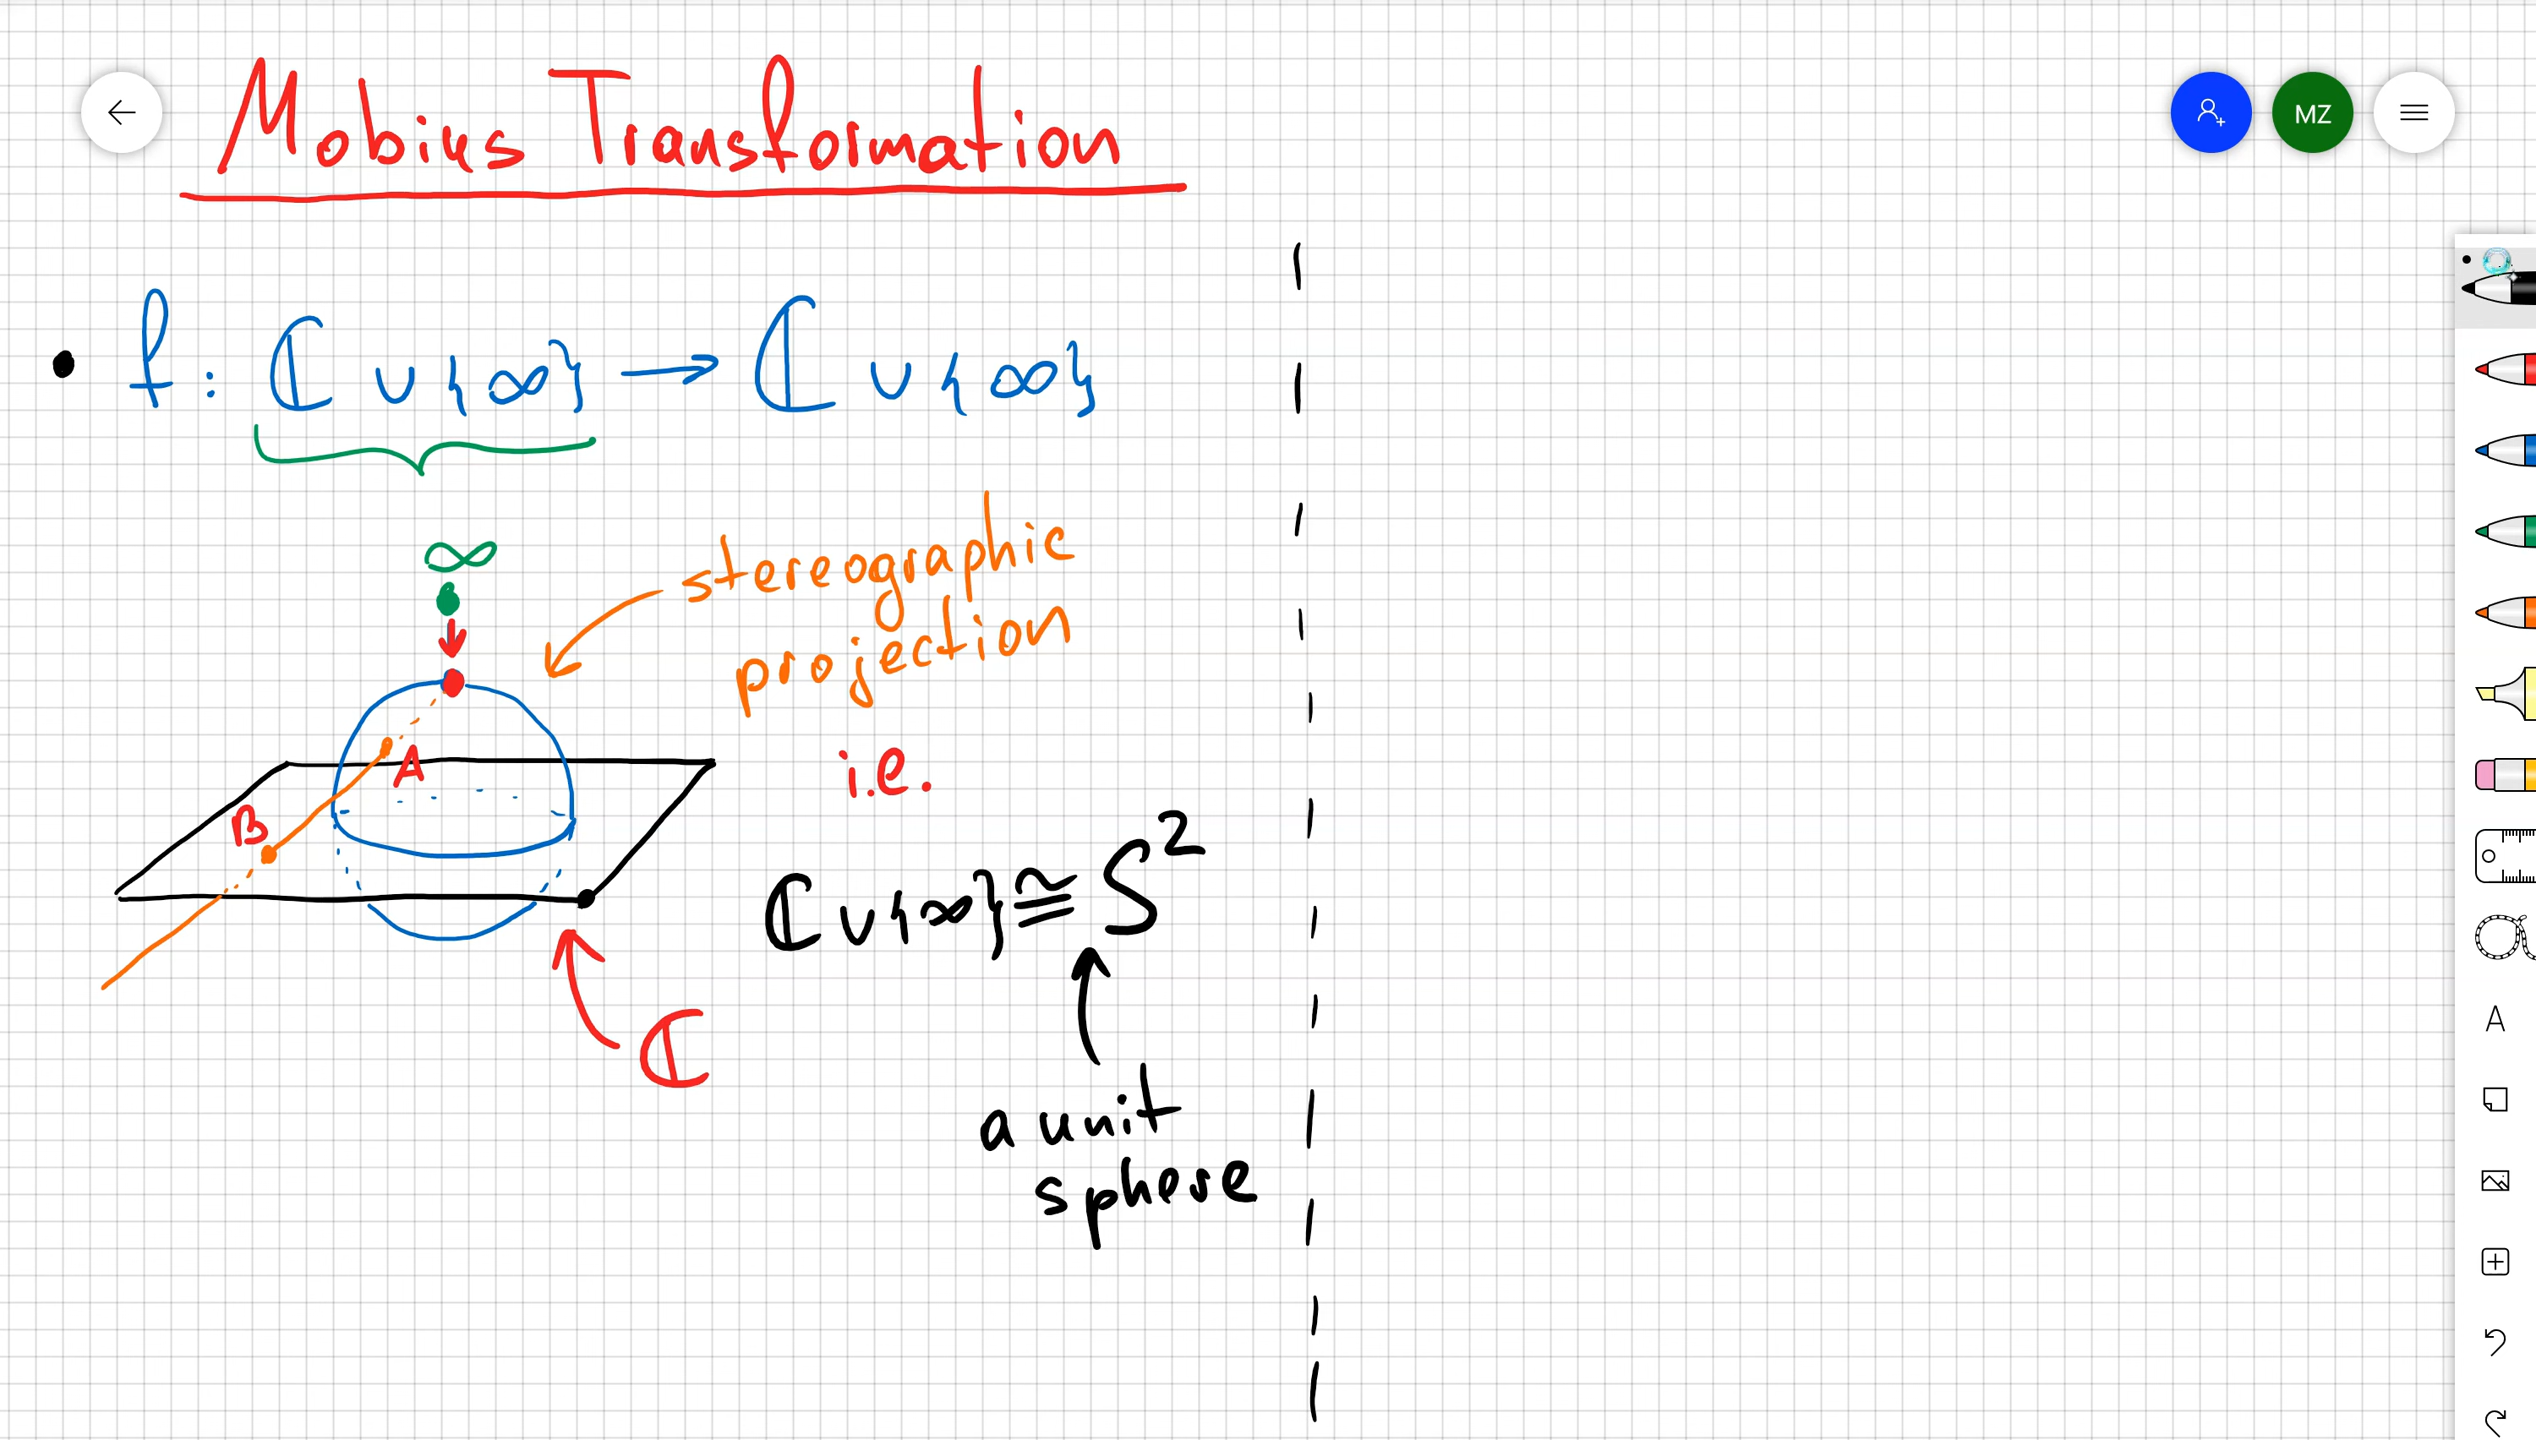 Mobius Transformation
MZ
f: ℂ ∪ {∞} → ℂ ∪ {∞}
∞
stereographic
projection
A
B
i.e.
ℂ ∪ {∞} ≅ S²
ℂ
a unit
sphere
A